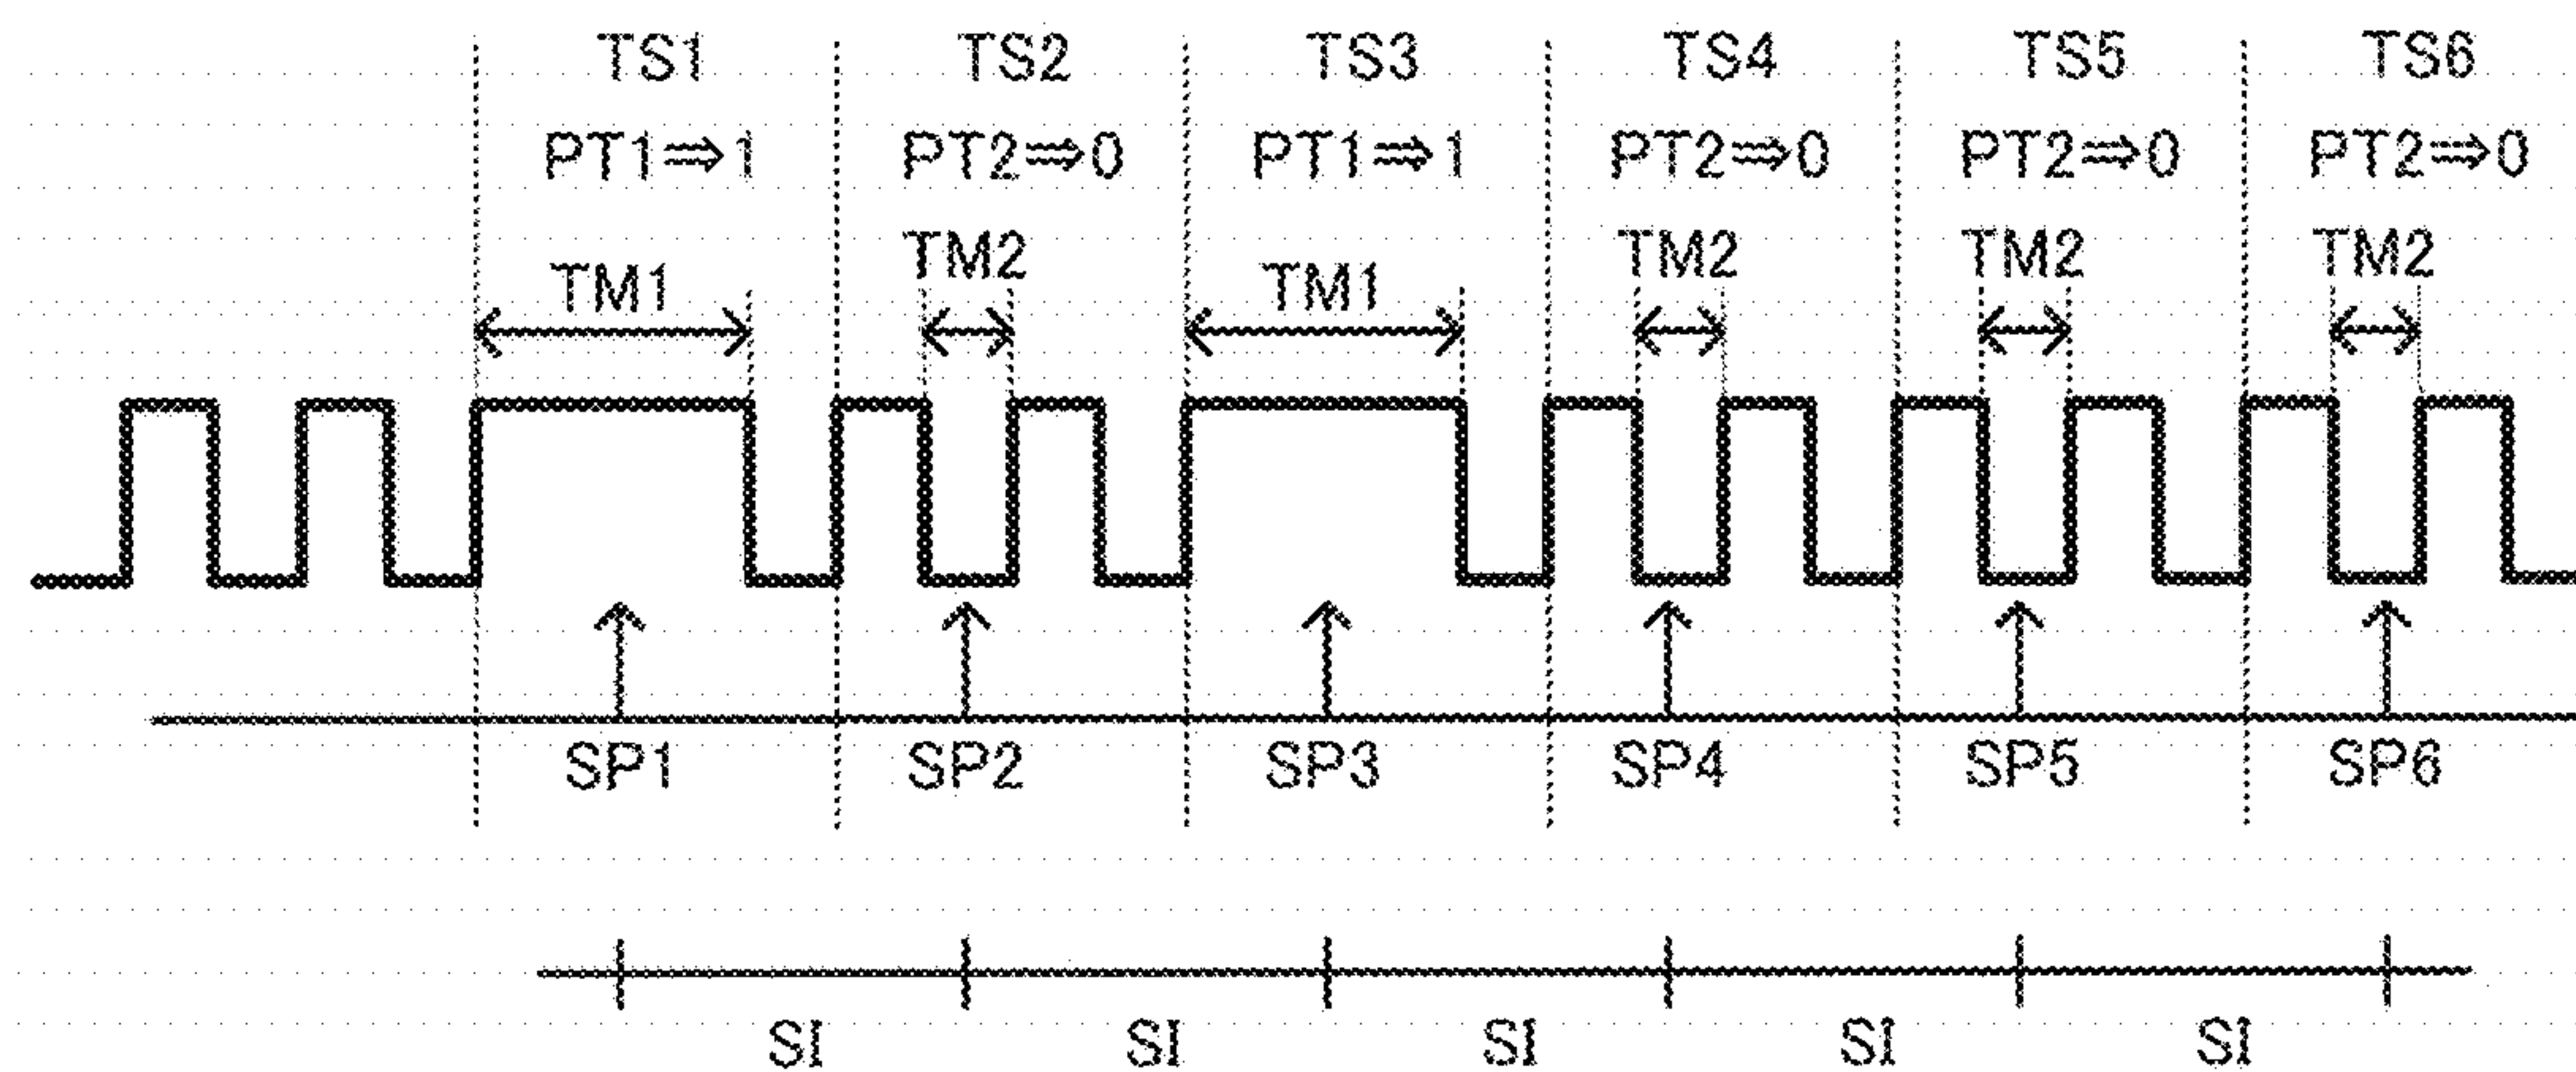 TS1 TS2 TS3 TS4 TS5 TS6
PT1⇒1 PT2⇒0 PT1⇒1 PT2⇒0 PT2⇒0 PT2⇒0
TM1 TM2 TM1 TM2 TM2 TM2
SP1 SP2 SP3 SP4 SP5 SP6
SI SI SI SI SI